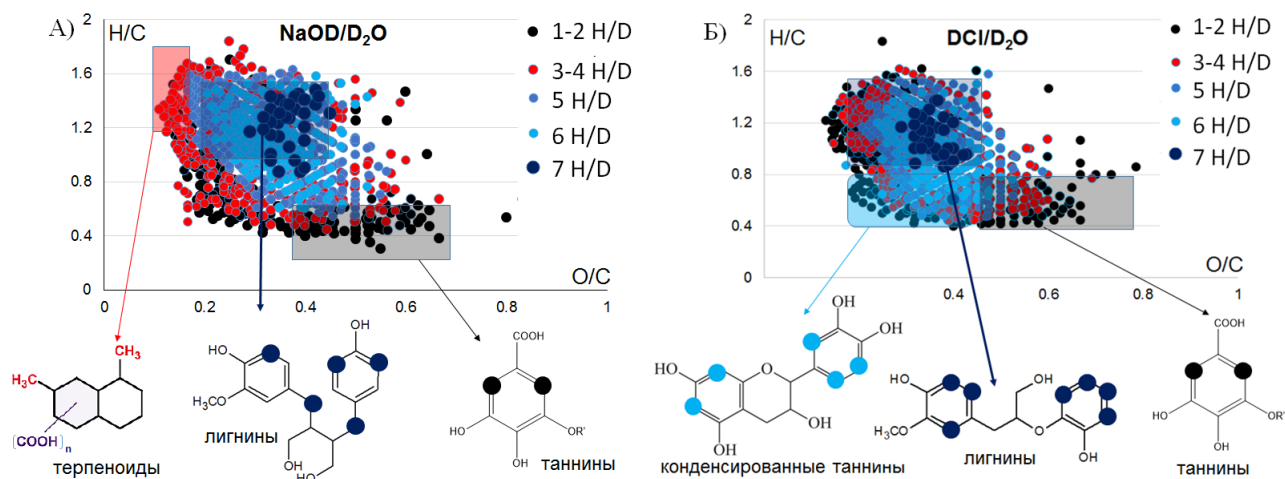 А)
H/C
NaOD/D₂O
1-2 H/D
3-4 H/D
5 H/D
6 H/D
7 H/D
2
1.6
1.2
0.8
0.4
0
0
0.2
0.4
0.6
0.8
1
O/C
CH₃
H₃C
(COOH)n
терпеноиды
HO
H₃CO
OH
HO
HO
лигнины
COOH
HO
OR'
OH
таннины
Б)
H/C
DCl/D₂O
1-2 H/D
3-4 H/D
5 H/D
6 H/D
7 H/D
2
1.6
1.2
0.8
0.4
0
0.4
0.6
0.8
1
O/C
OH
OH
HO
OH
OH
конденсированные таннины
HO
H₃CO
HO
O
OH
лигнины
COOH
HO
OR'
OH
таннины